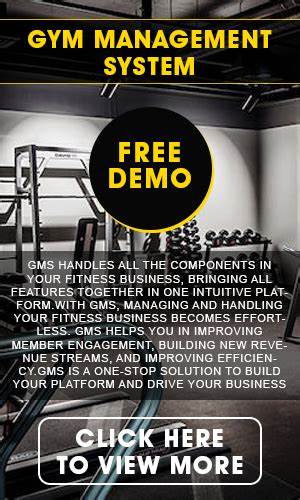 GYM MANAGEMENT
SYSTEM
FREE
DEMO
GMS HANDLES ALL THE COMPONENTS IN
YOUR FITNESS BUSINESS, BRINGING ALL
FEATURES TOGETHER IN ONE INTUITIVE PLAT-
FORM.WITH GMS, MANAGING AND HANDLING
YOUR FITNESS BUSINESS BECOMES EFFORT-
LESS. GMS HELPS YOU IN IMPROVING
MEMBER ENGAGEMENT, BUILDING NEW REVE-
NUE STREAMS, AND IMPROVING EFFICIEN-
CY.GMS IS A ONE-STOP SOLUTION TO BUILD
YOUR PLATFORM AND DRIVE YOUR BUSINESS
CLICK HERE
TO VIEW MORE